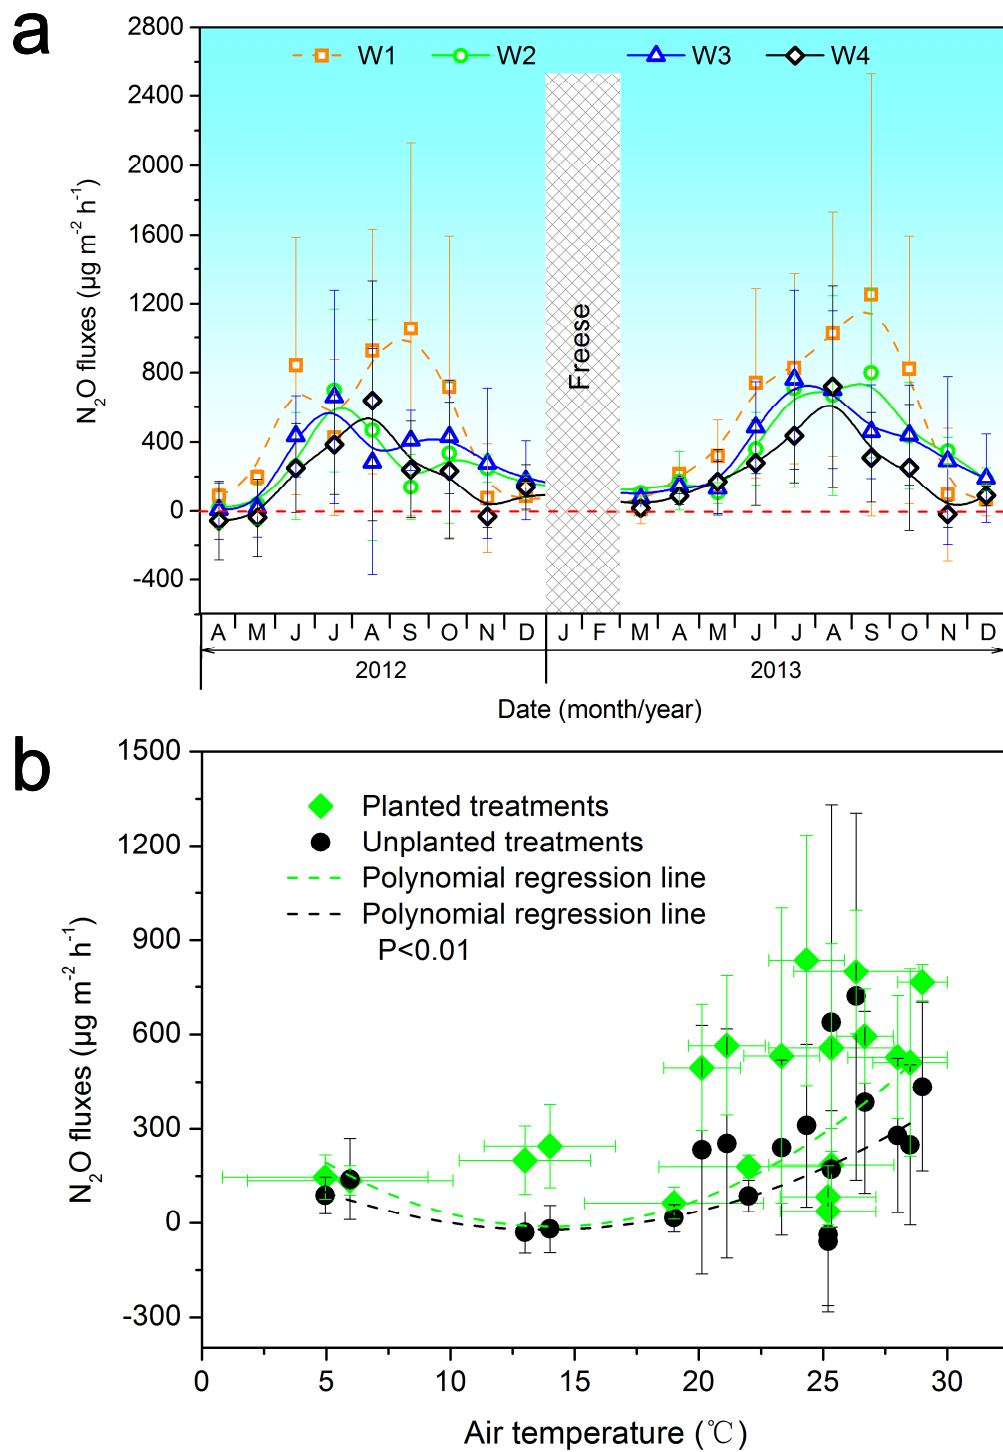 a
2800
2400
2000
1600
1200
800
400
0
-400
N2O fluxes (µg m-2 h-1)
W1 W2 W3 W4
Freese
A M J J A S O N D J F M A M J J A S O N D
2012 2013
Date (month/year)
b
1500
1200
900
600
300
0
-300
N2O fluxes (µg m-2 h-1)
Planted treatments
Unplanted treatments
Polynomial regression line
Polynomial regression line
P<0.01
0 5 10 15 20 25 30
Air temperature (℃)